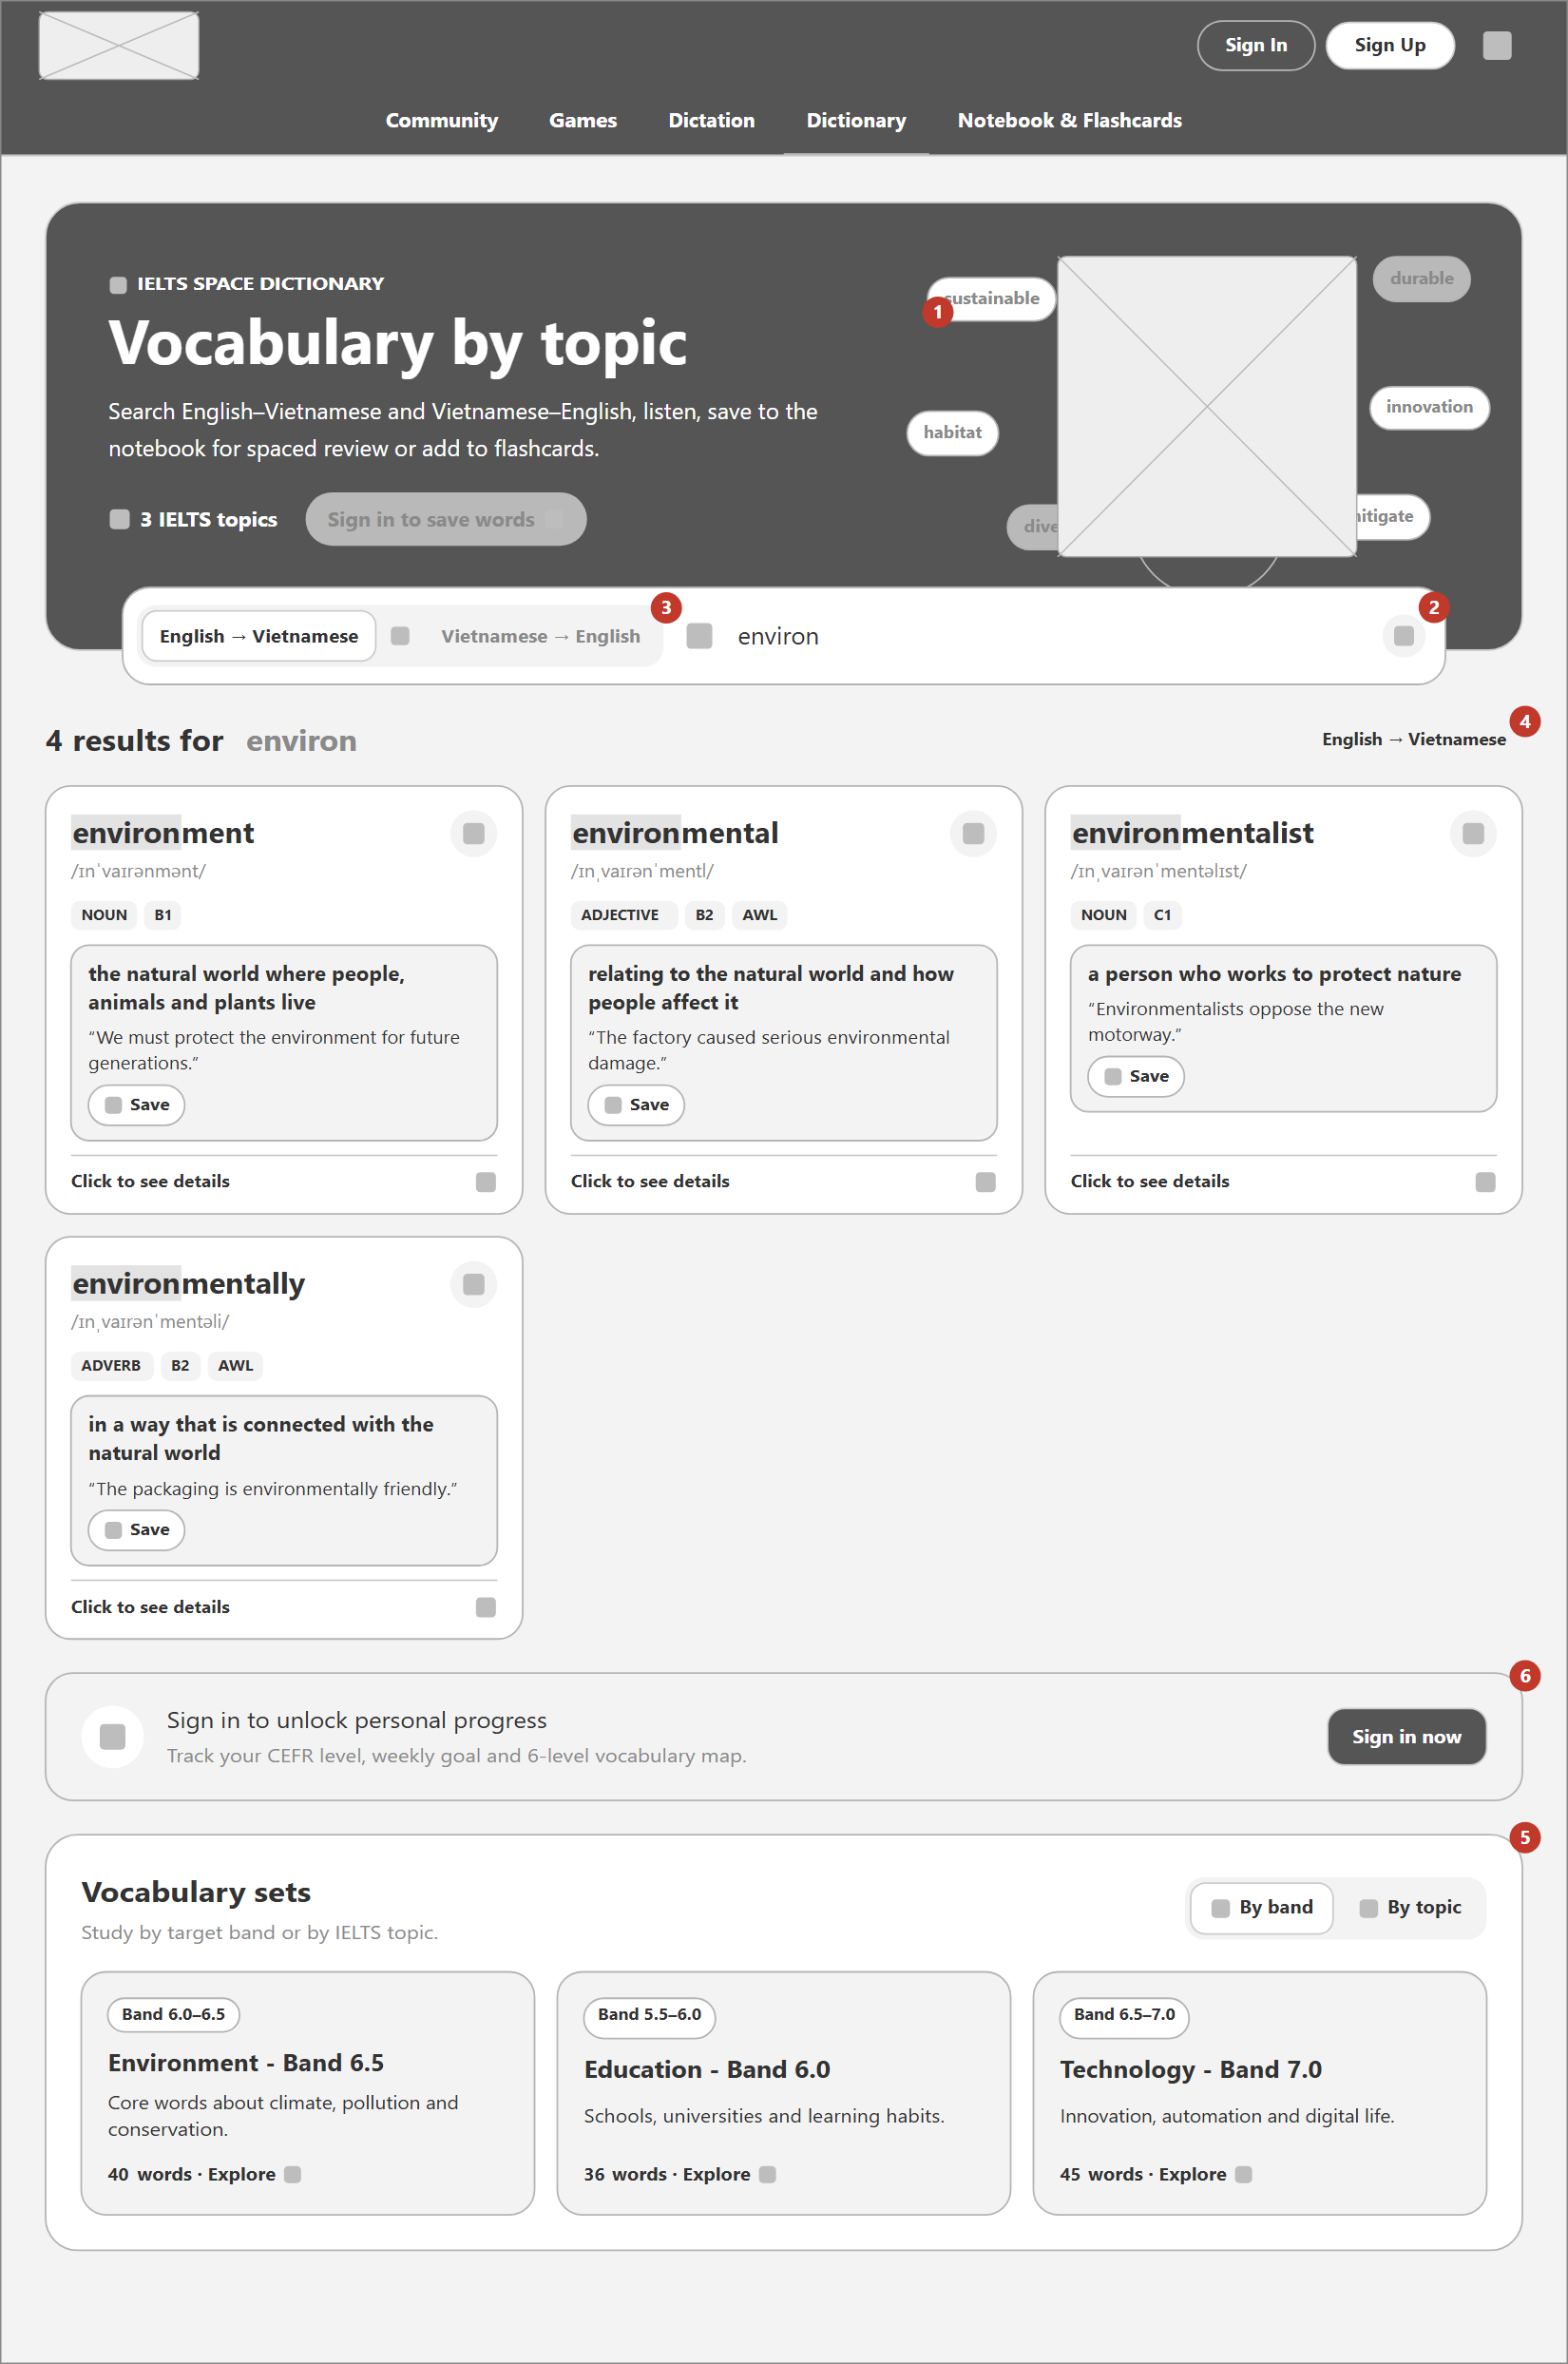 Sign In
Sign Up
Community
Games
Dictation
Dictionary
Notebook & Flashcards
IELTS SPACE DICTIONARY
Vocabulary by topic
Search English–Vietnamese and Vietnamese–English, listen, save to the
notebook for spaced review or add to flashcards.
3 IELTS topics
Sign in to save words
1
sustainable
durable
habitat
innovation
dive
itigate
English → Vietnamese
Vietnamese → English
3
environ
2
4 results for environ
English → Vietnamese
4
environment
/ɪnˈvaɪrənmənt/
NOUN
B1
the natural world where people,
animals and plants live
“We must protect the environment for future
generations.”
Save
Click to see details
environmental
/ɪnˌvaɪrənˈmentl/
ADJECTIVE
B2
AWL
relating to the natural world and how
people affect it
“The factory caused serious environmental
damage.”
Save
Click to see details
environmentalist
/ɪnˌvaɪrənˈmentəlɪst/
NOUN
C1
a person who works to protect nature
“Environmentalists oppose the new
motorway.”
Save
Click to see details
environmentally
/ɪnˌvaɪrənˈmentəli/
ADVERB
B2
AWL
in a way that is connected with the
natural world
“The packaging is environmentally friendly.”
Save
Click to see details
6
Sign in to unlock personal progress
Track your CEFR level, weekly goal and 6-level vocabulary map.
Sign in now
5
Vocabulary sets
Study by target band or by IELTS topic.
By band
By topic
Band 6.0–6.5
Environment - Band 6.5
Core words about climate, pollution and
conservation.
40 words · Explore
Band 5.5–6.0
Education - Band 6.0
Schools, universities and learning habits.
36 words · Explore
Band 6.5–7.0
Technology - Band 7.0
Innovation, automation and digital life.
45 words · Explore